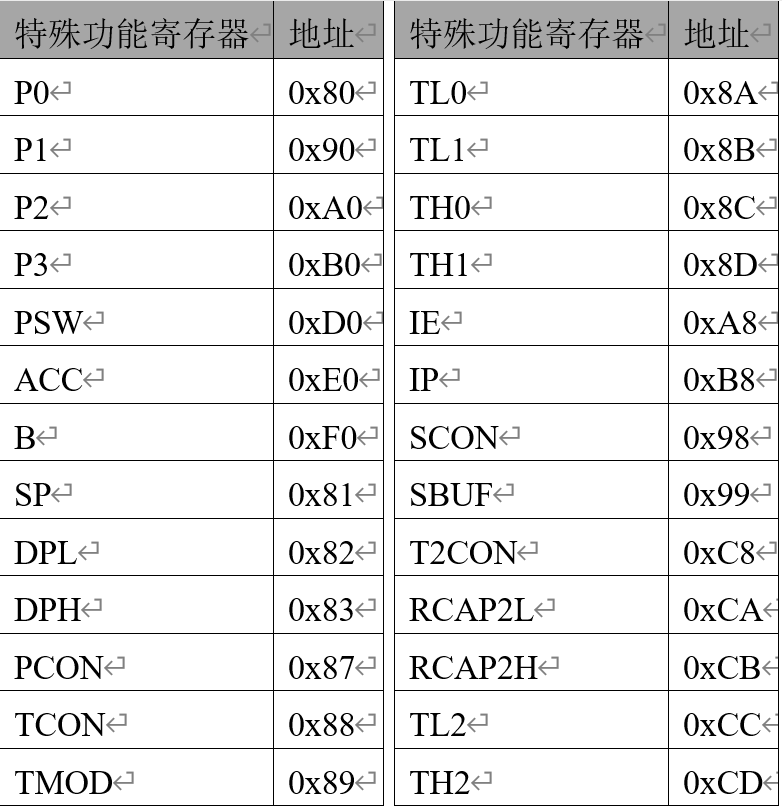 特殊功能寄存器 地址 特殊功能寄存器 地址
P0 0x80 TL0 0x8A
P1 0x90 TL1 0x8B
P2 0xA0 TH0 0x8C
P3 0xB0 TH1 0x8D
PSW 0xD0 IE 0xA8
ACC 0xE0 IP 0xB8
B 0xF0 SCON 0x98
SP 0x81 SBUF 0x99
DPL 0x82 T2CON 0xC8
DPH 0x83 RCAP2L 0xCA
PCON 0x87 RCAP2H 0xCB
TCON 0x88 TL2 0xCC
TMOD 0x89 TH2 0xCD